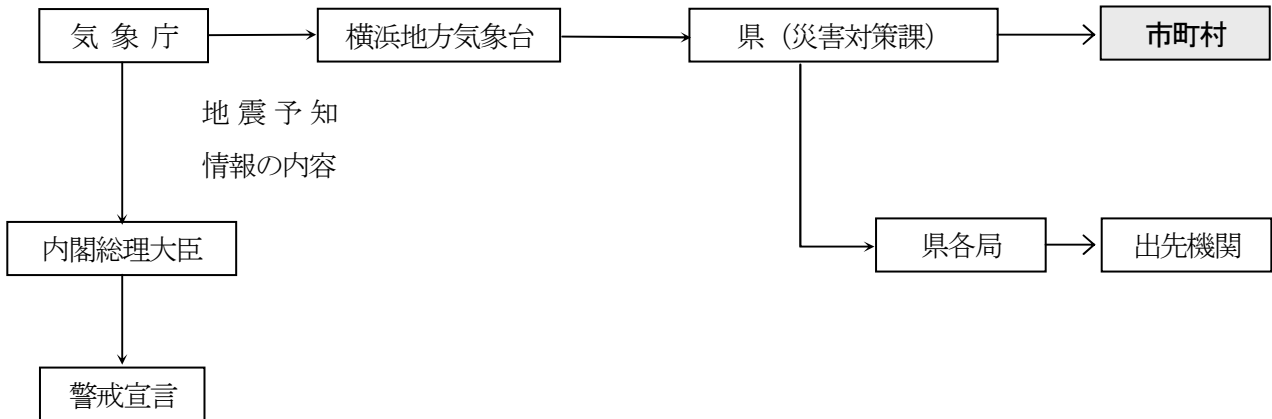 気 象 庁
横浜地方気象台
県（災害対策課）
市町村
地 震 予 知
情報の内容
内閣総理大臣
県各局
出先機関
警戒宣言